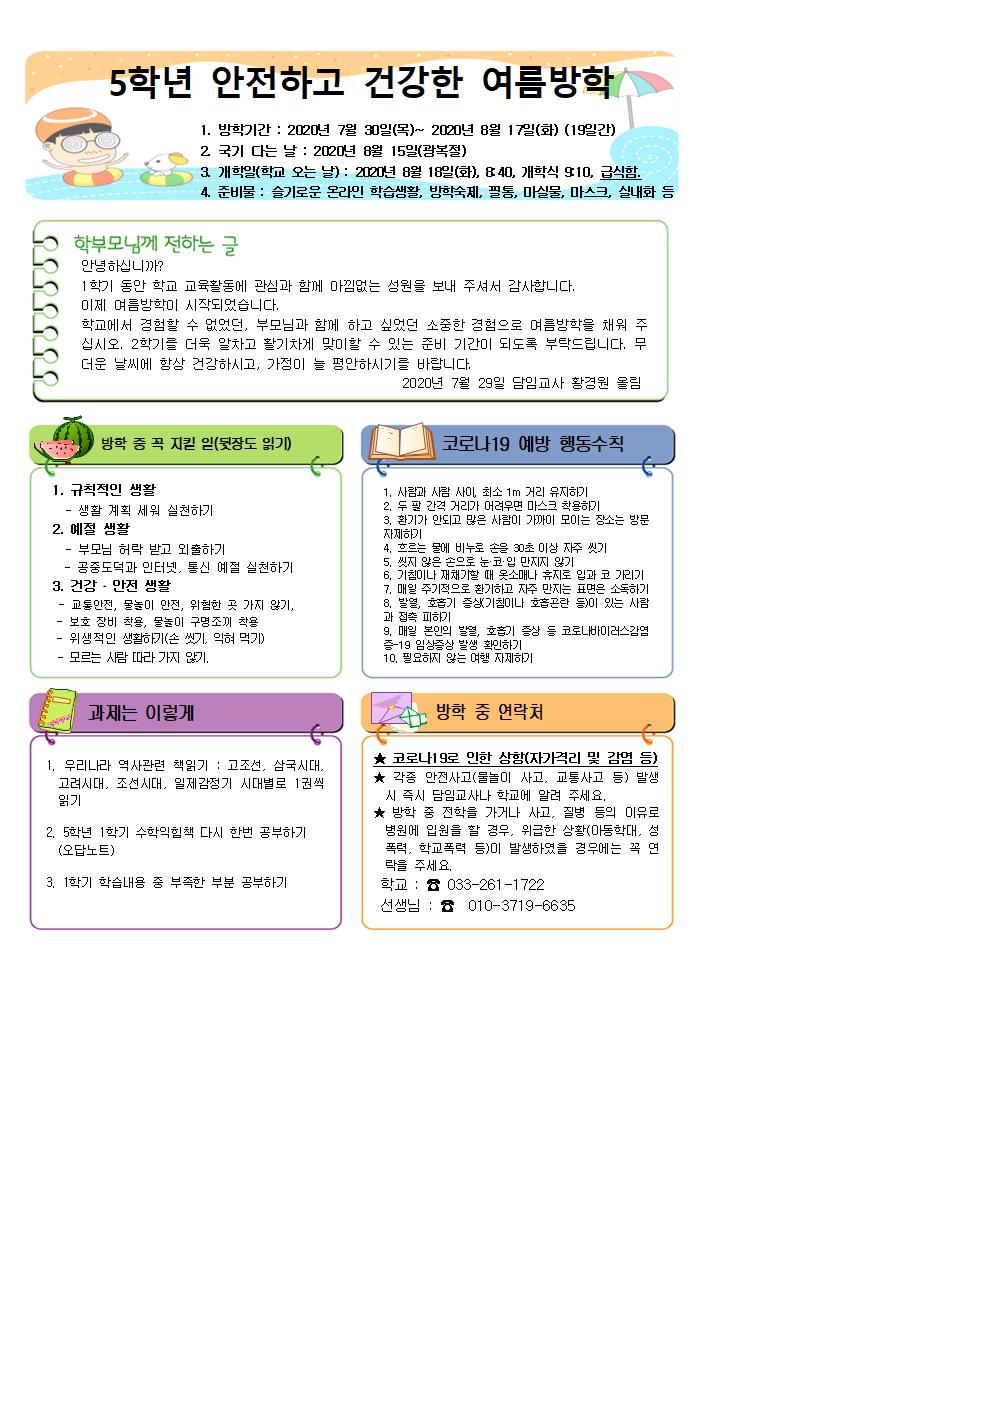 5학년 안전하고 건강한 여름방학
1. 방학기간 : 2020년 7월 30일(목)~ 2020년 8월 17일(화) (19일간)
2. 국기 다는 날 : 2020년 8월 15일(광복절)
3. 개학일(학교 오는 날) : 2020년 8월 18일(화), 8:40, 개학식 9:10, 급식함.
4. 준비물 : 슬기로운 온라인 학습생활, 방학숙제, 필통, 마실물, 마스크, 실내화 등
학부모님께 전하는 글
안녕하십니까?
1학기 동안 학교 교육활동에 관심과 함께 아낌없는 성원을 보내 주셔서 감사합니다.
이제 여름방학이 시작되었습니다.
학교에서 경험할 수 없었던, 부모님과 함께 하고 싶었던 소중한 경험으로 여름방학을 채워 주
십시오. 2학기를 더욱 알차고 활기차게 맞이할 수 있는 준비 기간이 되도록 부탁드립니다. 무
더운 날씨에 항상 건강하시고, 가정이 늘 평안하시기를 바랍니다.
2020년 7월 29일 담임교사 황경원 올림
방학 중 꼭 지킬 일(뒷장도 읽기)
1. 규칙적인 생활
- 생활 계획 세워 실천하기
2. 예절 생활
- 부모님 허락 받고 외출하기
- 공중도덕과 인터넷, 통신 예절 실천하기
3. 건강 · 안전 생활
- 교통안전, 물놀이 안전, 위험한 곳 가지 않기,
- 보호 장비 착용, 물놀이 구명조끼 착용
- 위생적인 생활하기(손 씻기, 익혀 먹기)
- 모르는 사람 따라 가지 않기.
코로나19 예방 행동수칙
1. 사람과 사람 사이, 최소 1m 거리 유지하기
2. 두 팔 간격 거리가 어려우면 마스크 착용하기
3. 환기가 안되고 많은 사람이 가까이 모이는 장소는 방문
자제하기
4. 흐르는 물에 비누로 손을 30초 이상 자주 씻기
5. 씻지 않은 손으로 눈·코·입 만지지 않기
6. 기침이나 재채기할 때 옷소매나 휴지로 입과 코 가리기
7. 매일 주기적으로 환기하고 자주 만지는 표면은 소독하기
8. 발열, 호흡기 증상(기침이나 호흡곤란 등)이 있는 사람
과 접촉 피하기
9. 매일 본인의 발열, 호흡기 증상 등 코로나바이러스감염
증-19 임상증상 발생 확인하기
10. 필요하지 않는 여행 자제하기
과제는 이렇게
1. 우리나라 역사관련 책읽기 : 고조선, 삼국시대,
고려시대, 조선시대, 일제감정기 시대별로 1권씩
읽기
2. 5학년 1학기 수학익힘책 다시 한번 공부하기
(오답노트)
3. 1학기 학습내용 중 부족한 부분 공부하기
방학 중 연락처
★ 코로나19로 인한 상황(자가격리 및 감염 등)
★ 각종 안전사고(물놀이 사고, 교통사고 등) 발생
시 즉시 담임교사나 학교에 알려 주세요.
★ 방학 중 전학을 가거나 사고, 질병 등의 이유로
병원에 입원을 할 경우, 위급한 상황(아동학대, 성
폭력, 학교폭력 등)이 발생하였을 경우에는 꼭 연
락을 주세요.
학교 : ☎ 033-261-1722
선생님 : ☎ 010-3719-6635